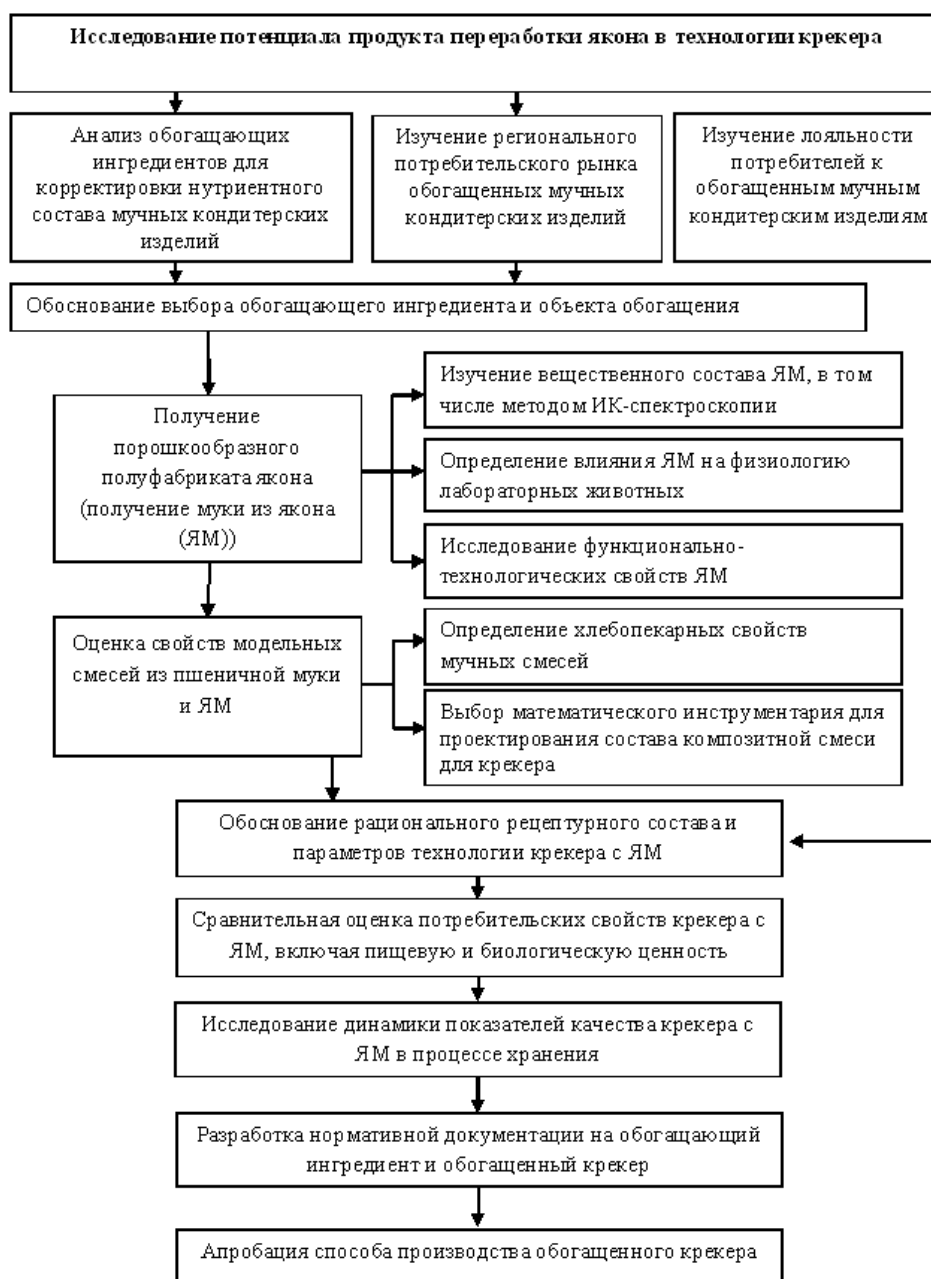 Исследование потенциала продукта переработки якона в технологии крекера
Анализ обогащающих
ингредиентов для
корректировки нутриентного
состава мучных кондитерских
изделий
Изучение регионального
потребительского рынка
обогащенных мучных
кондитерских изделий
Изучение лояльности
потребителей к
обогащенным мучным
кондитерским изделиям
Обоснование выбора обогащающего ингредиента и объекта обогащения
Получение
порошкообразного
полуфабриката якона
(получение муки из якона
(ЯМ))
Изучение вещественного состава ЯМ, в том
числе методом ИК-спектроскопии
Определение влияния ЯМ на физиологию
лабораторных животных
Исследование функционально-
технологических свойств ЯМ
Оценка свойств модельных
смесей из пшеничной муки
и ЯМ
Определение хлебопекарных свойств
мучных смесей
Выбор математического инструментария для
проектирования состава композитной смеси
для крекера
Обоснование рационального рецептурного состава и
параметров технологии крекера с ЯМ
Сравнительная оценка потребительских свойств крекера с
ЯМ, включая пищевую и биологическую ценность
Исследование динамики показателей качества крекера с
ЯМ в процессе хранения
Разработка нормативной документации на обогащающий
ингредиент и обогащенный крекер
Апробация способа производства обогащенного крекера